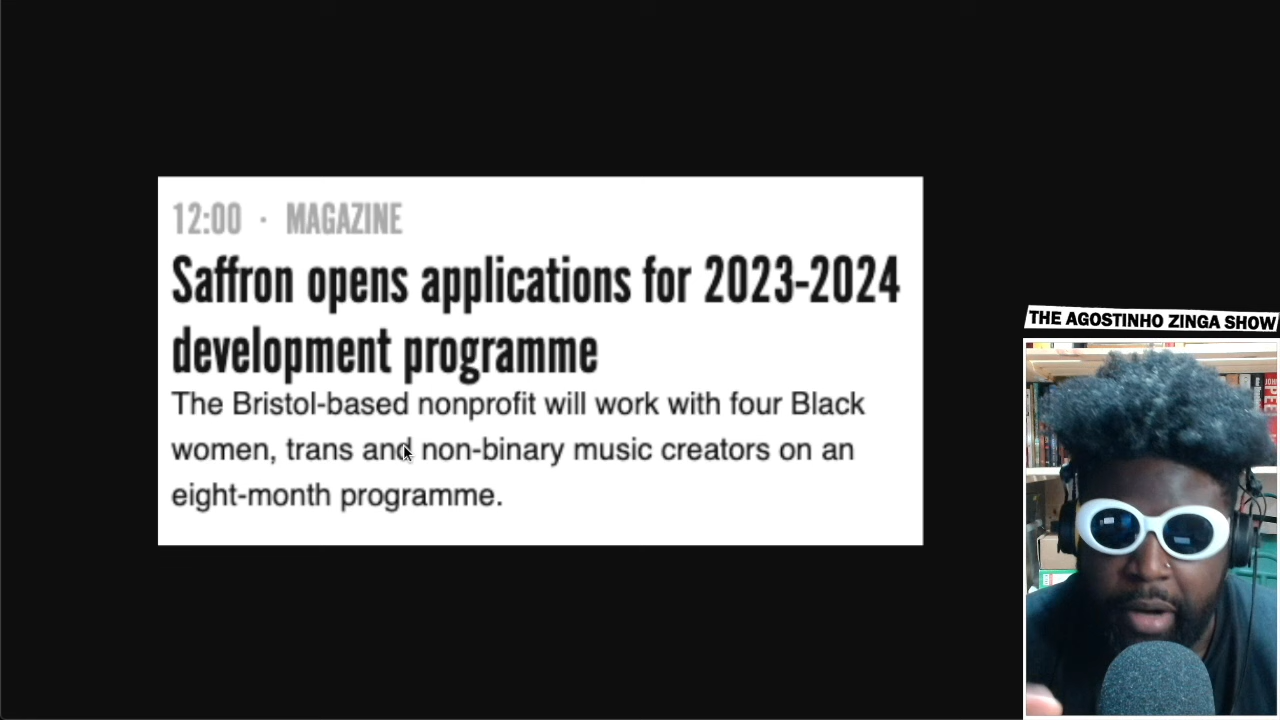 12:00 · MAGAZINE
Saffron opens applications for 2023-2024
development programme
The Bristol-based nonprofit will work with four Black
women, trans and non-binary music creators on an
eight-month programme.
THE AGOSTINHO ZINGA SHOW